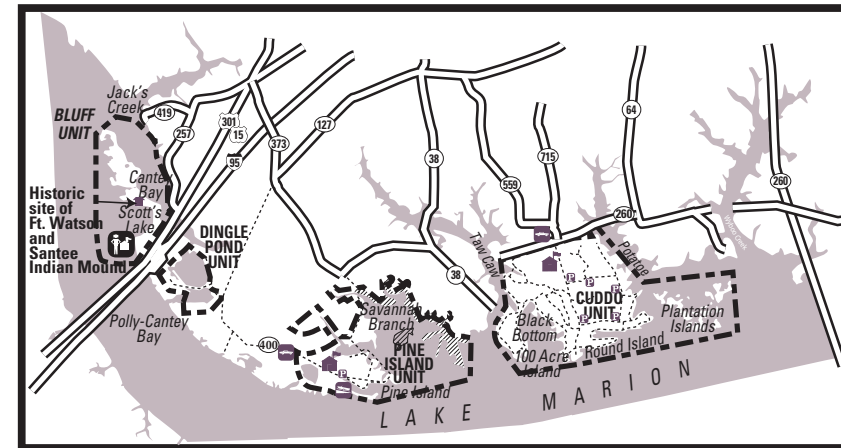 Jack's
Creek
BLUFF
UNIT
419
257
301
15
95
373
127
38
559
715
64
260
Historic
site of
Ft. Watson
and
Santee
Indian Mound
Cantey
Bay
Scott's
Lake
DINGLE
POND
UNIT
Polly-Cantey
Bay
400
38
Savannah
Branch
PINE
ISLAND
UNIT
Pine Island
P
Taw Caw
260
Potatoe
Creek
P
P
P
P
P
P
CUDDO
UNIT
Black
Bottom
100 Acre
Island
Round Island
Plantation
Islands
LAKE MARION